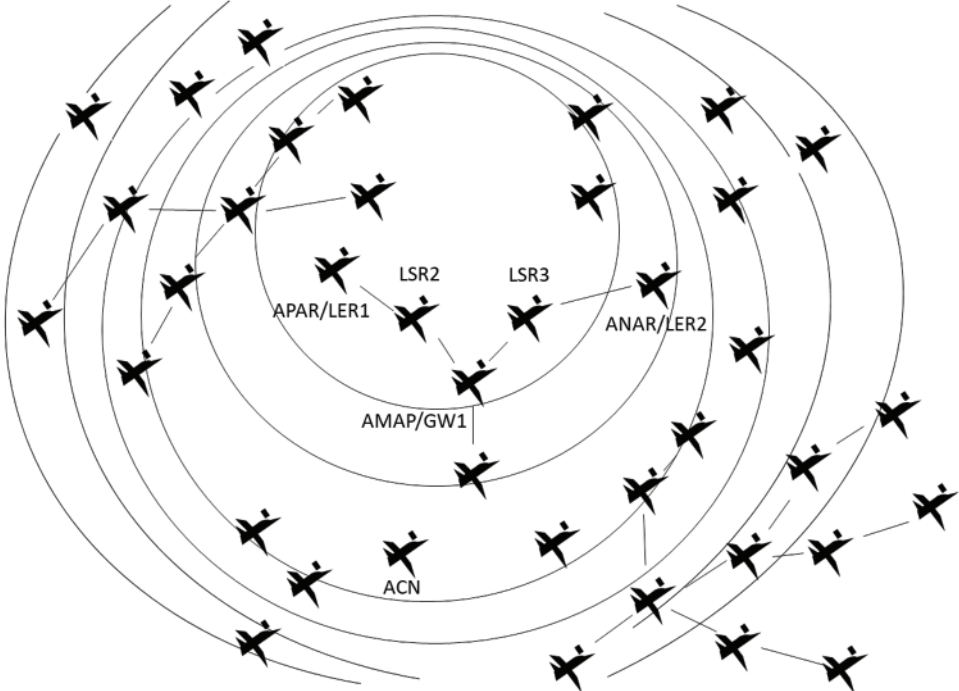 LSR2
LSR3
APAR/LER1
ANAR/LER2
AMAP/GW1
ACN